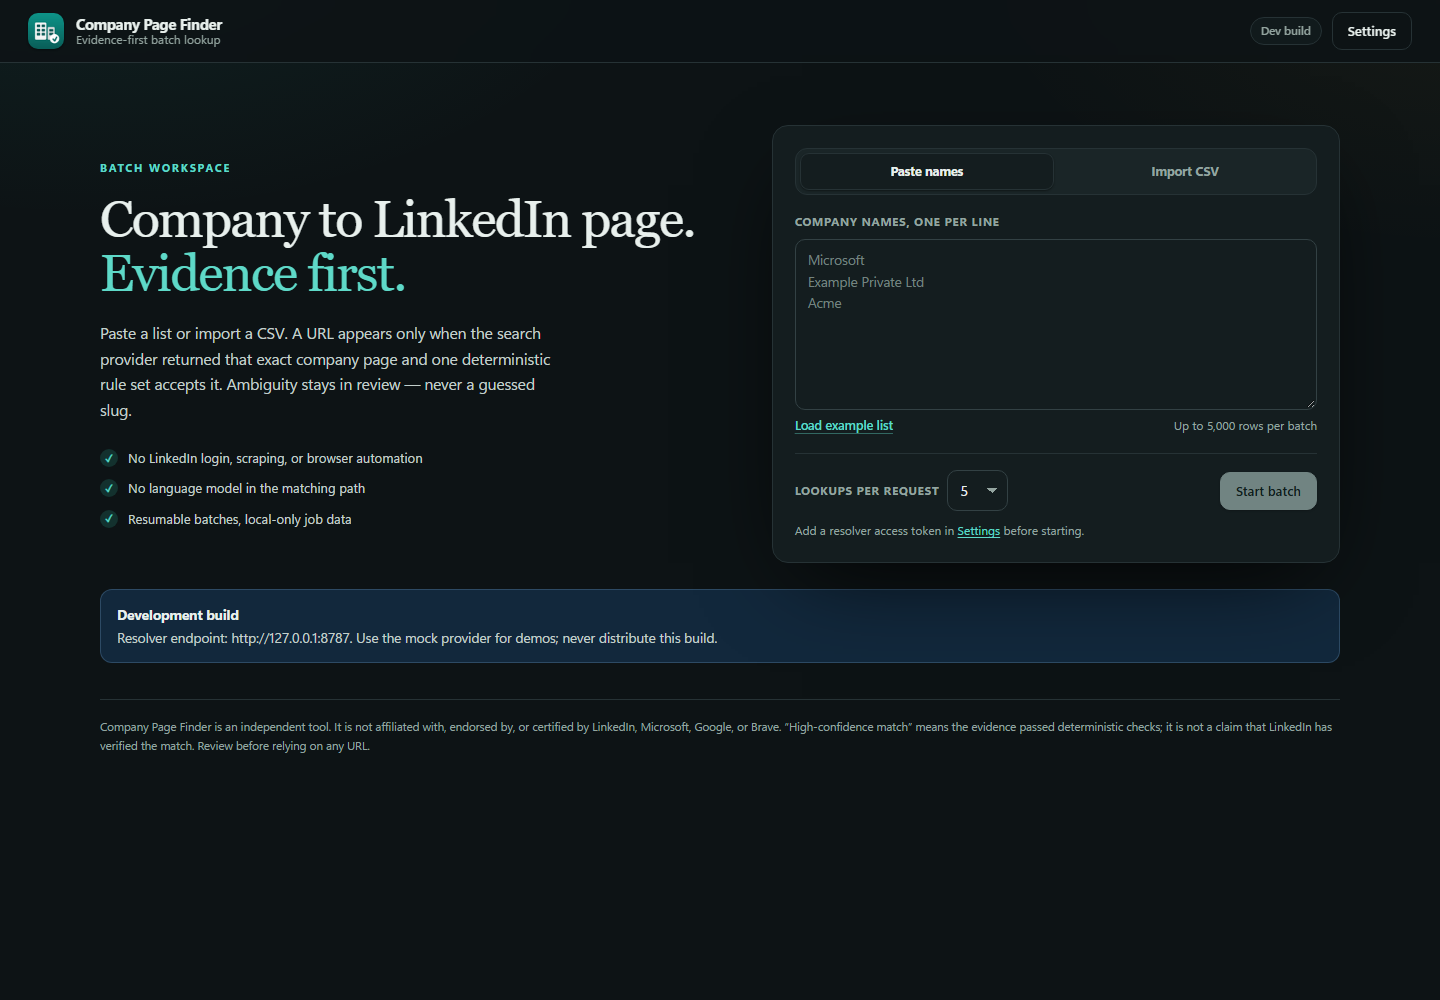 Company Page Finder
Evidence-first batch lookup
Dev build
Settings
BATCH WORKSPACE
Company to LinkedIn page.
Evidence first.
Paste a list or import a CSV. A URL appears only when the search
provider returned that exact company page and one deterministic
rule set accepts it. Ambiguity stays in review — never a guessed
slug.
No LinkedIn login, scraping, or browser automation
No language model in the matching path
Resumable batches, local-only job data
Paste names
Import CSV
COMPANY NAMES, ONE PER LINE
Microsoft
Example Private Ltd
Acme
Load example list
Up to 5,000 rows per batch
LOOKUPS PER REQUEST
5
Start batch
Add a resolver access token in Settings before starting.
Development build
Resolver endpoint: http://127.0.0.1:8787. Use the mock provider for demos; never distribute this build.
Company Page Finder is an independent tool. It is not affiliated with, endorsed by, or certified by LinkedIn, Microsoft, Google, or Brave. “High-confidence match” means the evidence passed deterministic checks; it is not a claim that LinkedIn has
verified the match. Review before relying on any URL.